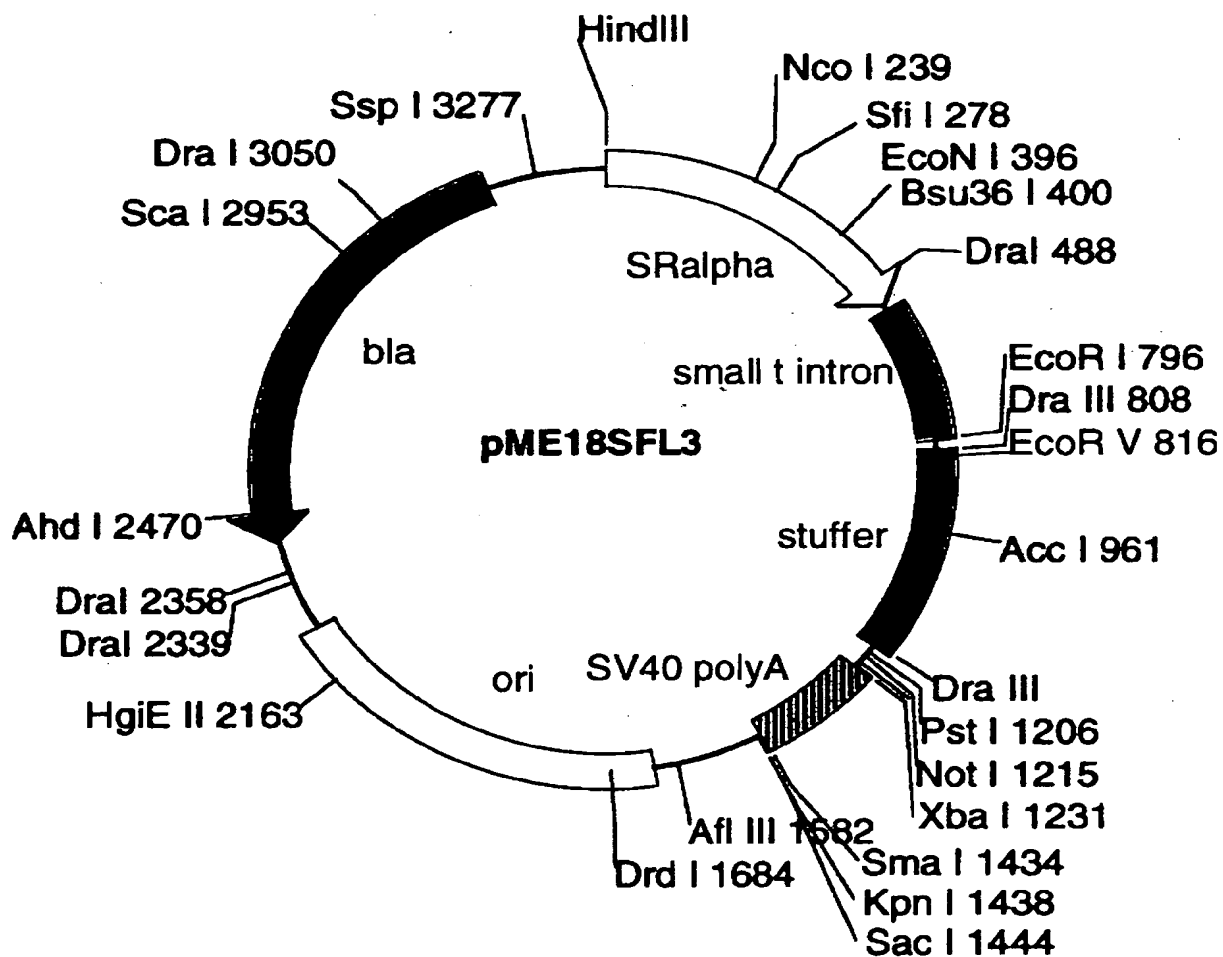 HindIII
Nco I 239
Ssp I 3277
Sfi I 278
Dra I 3050
EcoN I 396
Sca I 2953
Bsu36 I 400
DraI 488
SRalpha
bla
small t intron
EcoR I 796
Dra III 808
EcoR V 816
pME18SFL3
Ahd I 2470
stuffer
Acc I 961
DraI 2358
DraI 2339
ori
SV40 polyA
HgiE II 2163
Dra III
Pst I 1206
Not I 1215
Xba I 1231
Afl III 1582
Drd I 1684
Sma I 1434
Kpn I 1438
Sac I 1444